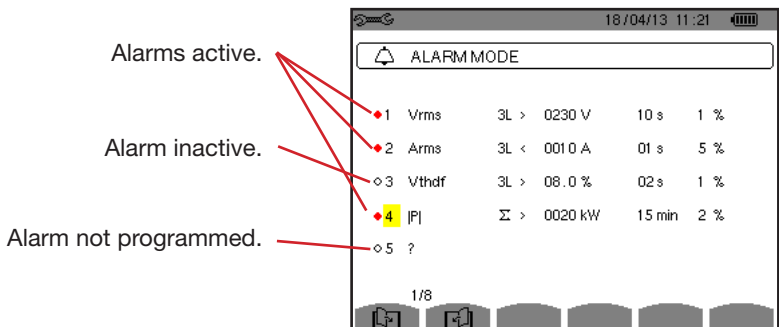 18/04/13 11:21
Alarms active.
ALARM MODE
1 Vrms 3L > 0230 V 10 s 1 %
2 Arms 3L < 0010 A 01 s 5 %
Alarm inactive.
3 Vthdf 3L > 08.0 % 02 s 1 %
4 |P| Σ > 0020 kW 15 min 2 %
Alarm not programmed.
5 ?
1/8